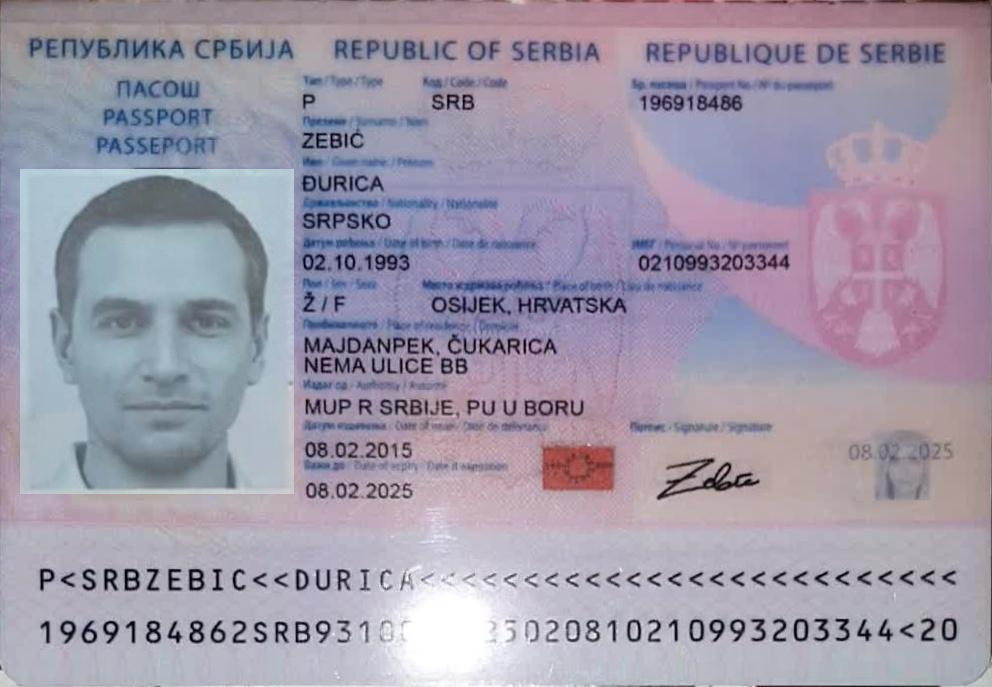 РЕПУБЛИКА СРБИЈА REPUBLIC OF SERBIA REPUBLIQUE DE SERBIE
ПАСОШ
PASSPORT
PASSEPORT
Тип / Type / Type Код / Code / Code Бр. пасоша / Passport No / Nº du passeport
P SRB 196918486
Презиме / Surname / Nom
ZEBIĆ
Име / Given name / Prénom
ĐURICA
Држављанство / Nationality / Nationalité
SRPSKO
Датум рођења / Date of birth / Date de naissance ЈМБГ / Personal No / Nº personnel
02.10.1993 0210993203344
Пол / Sex / Sexe Place of birth / Lieu de naissance
Ž / F OSIJEK, HRVATSKA
Пребивалиште / Place of residence / Domicile
MAJDANPEK, ČUKARICA
NEMA ULICE BB
Издат од - Authority / Autorité
MUP R SRBIJE, PU U BORU
Датум издавања - Date of issue / Date de délivrance Потпис - Signature / Signature
08.02.2015 08.02.2025
Важи до / Date of expiry / Date d'expiration
08.02.2025
P<SRBZEBIC<<DURICA<<<<<<<<<<<<<<<<<<<<<<<<<<
1969184862SRB9310 5020810210993203344<20